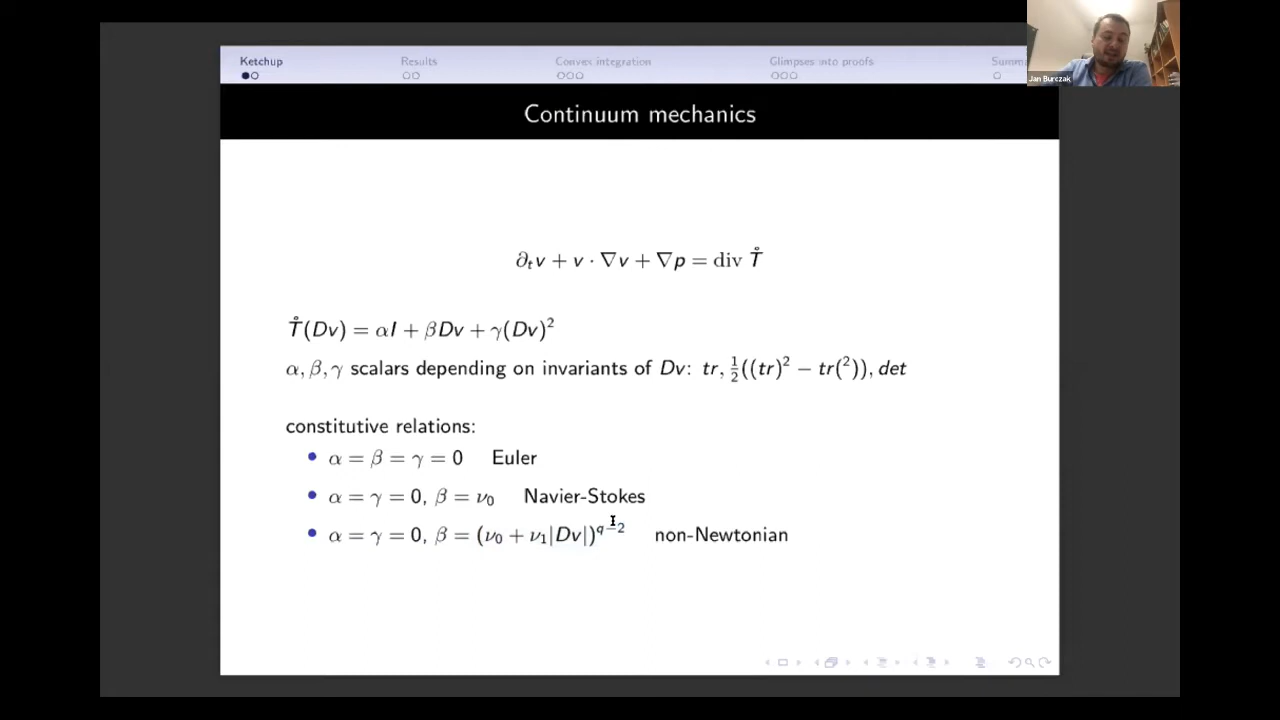 Ketchup Results Convex integration Glimpses into proofs Summ
Jan Burczak
Continuum mechanics
∂ₜv + v · ∇v + ∇p = div T̊
T̊(Dv) = αI + βDv + γ(Dv)²
α, β, γ scalars depending on invariants of Dv: tr, ½((tr)² − tr(²)), det
constitutive relations:
• α = β = γ = 0 Euler
• α = γ = 0, β = ν₀ Navier-Stokes
• α = γ = 0, β = (ν₀ + ν₁|Dv|)^{q−2} non-Newtonian